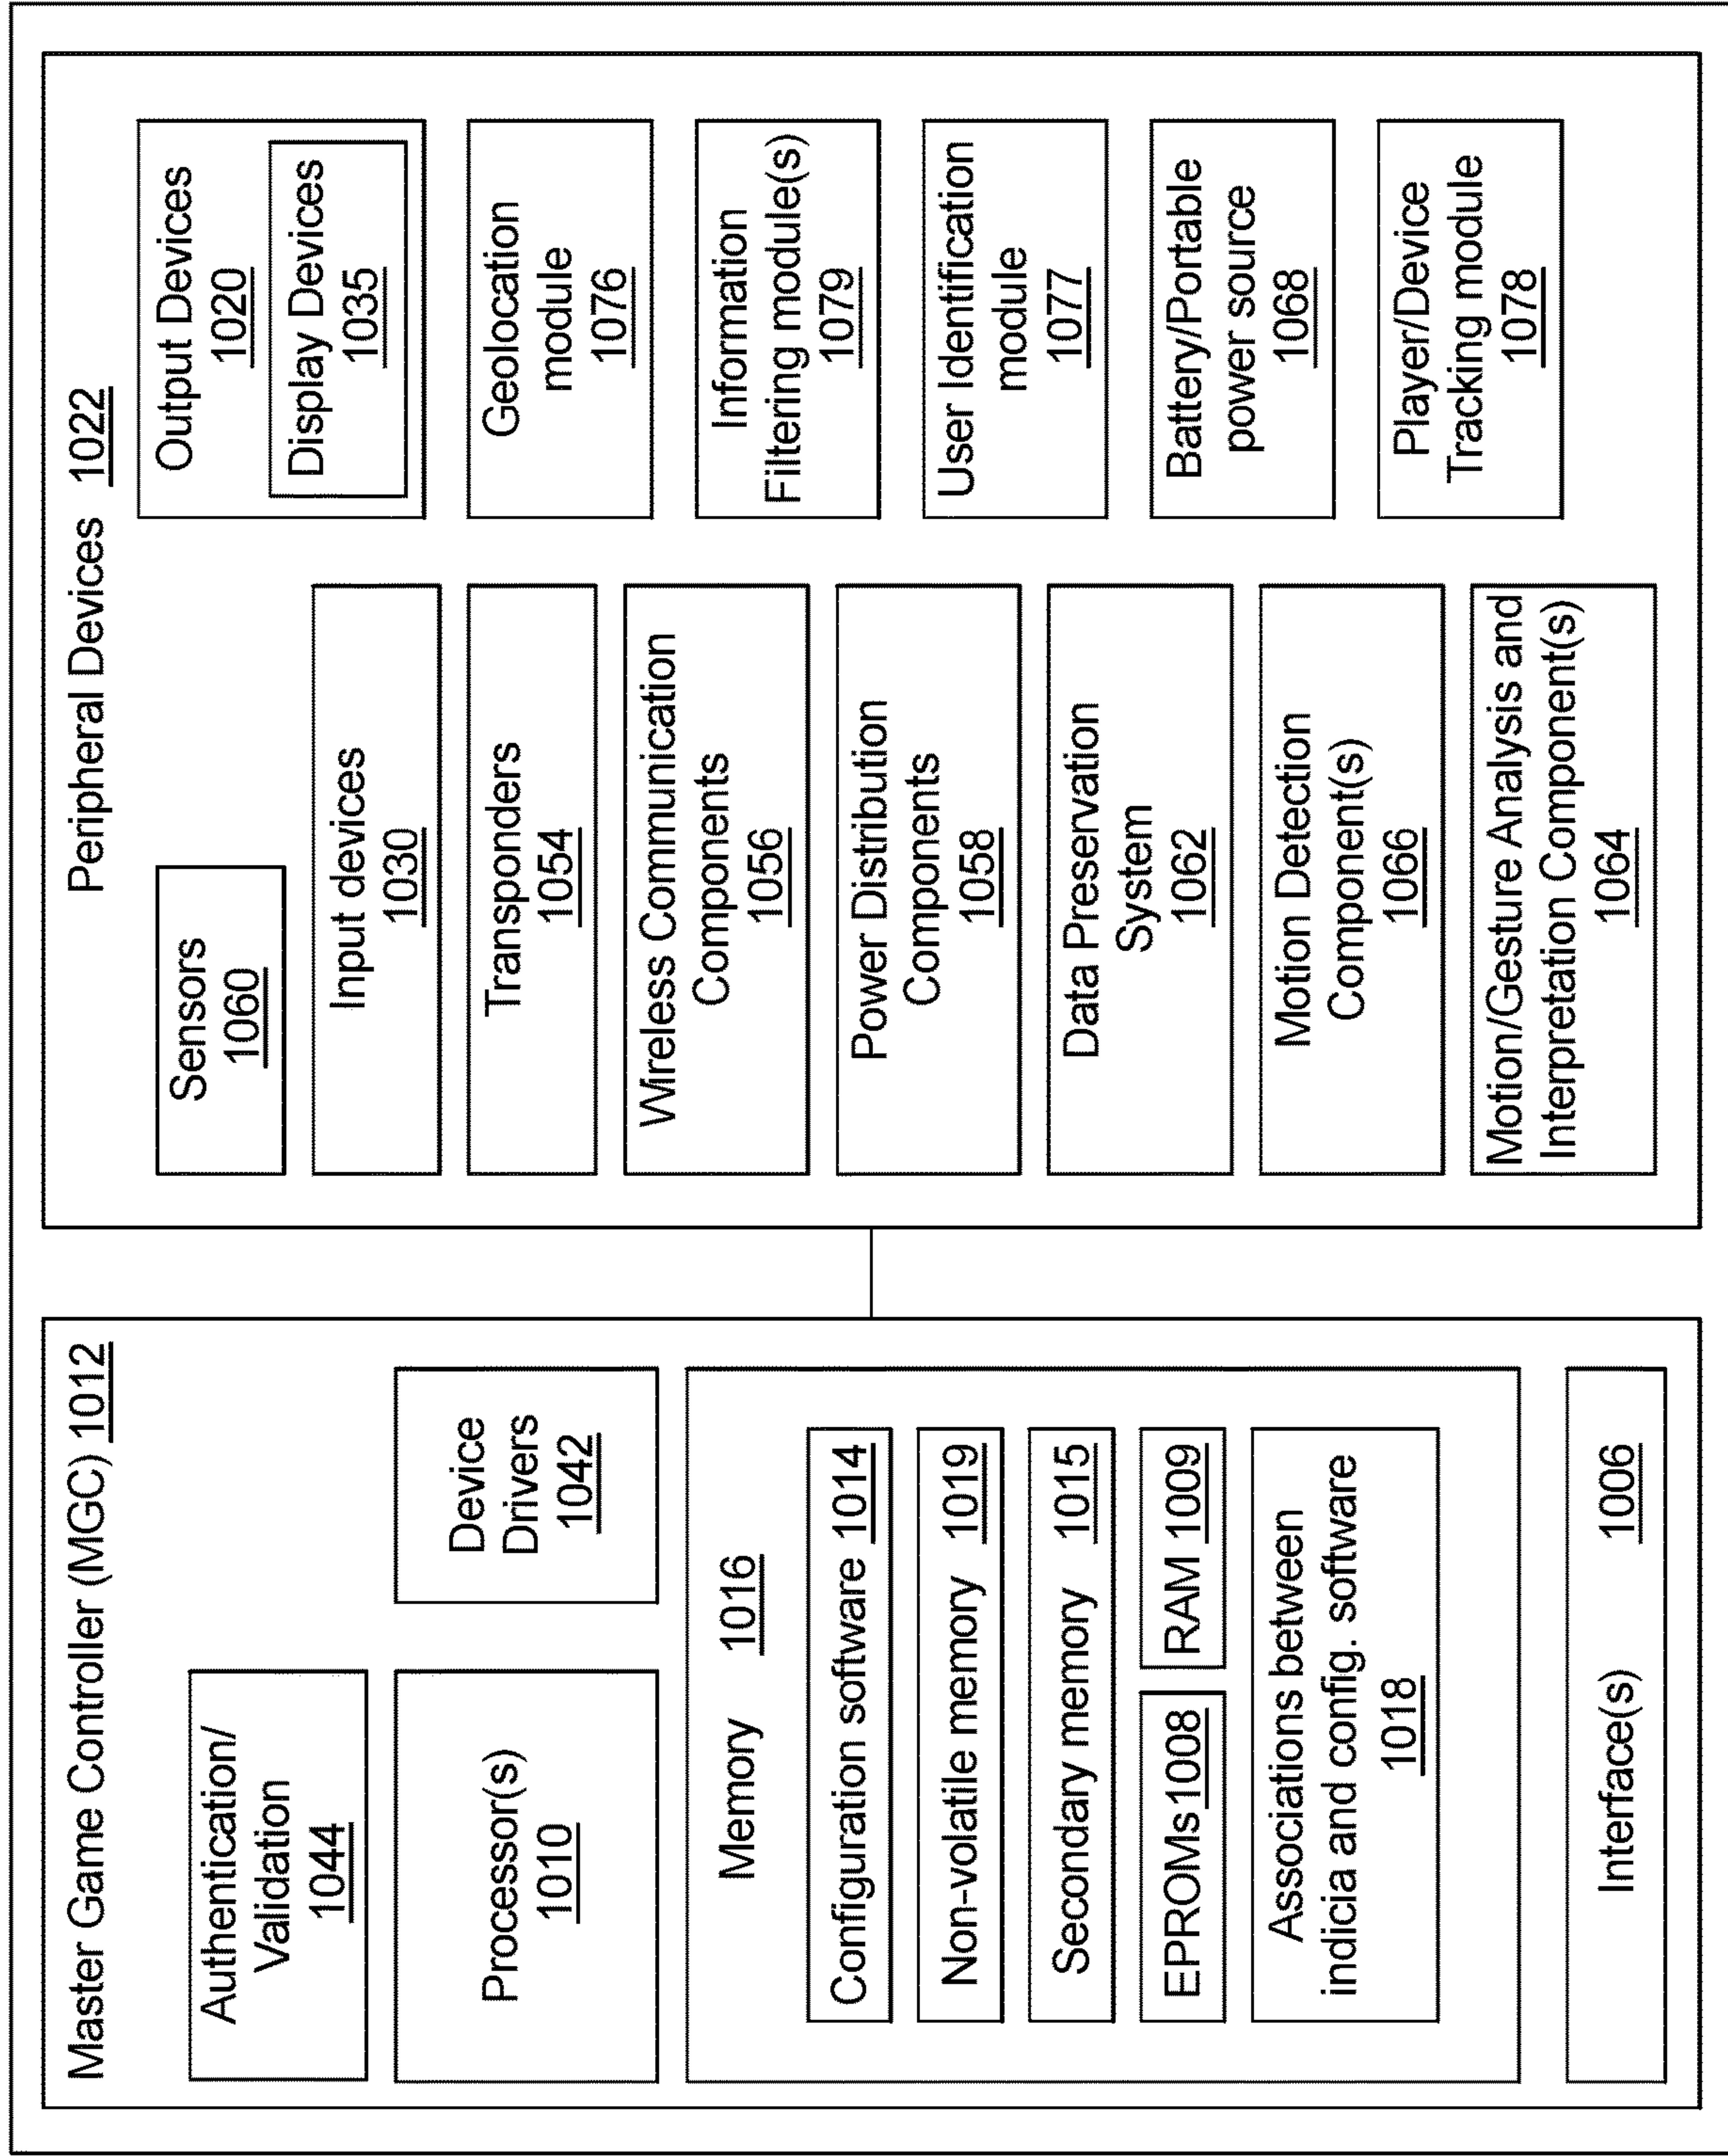 Master Game Controller (MGC) 1012
Authentication/
Validation
1044
Processor(s)
1010
Device
Drivers
1042
Memory 1016
Configuration software 1014
Non-volatile memory 1019
Secondary memory 1015
EPROMs 1008
RAM 1009
Associations between
indicia and config. software
1018
Interface(s) 1006
Peripheral Devices 1022
Sensors
1060
Input devices
1030
Transponders
1054
Wireless Communication
Components
1056
Power Distribution
Components
1058
Data Preservation
System
1062
Motion Detection
Component(s)
1066
Motion/Gesture Analysis and
Interpretation Component(s)
1064
Output Devices
1020
Display Devices
1035
Geolocation
module
1076
Information
Filtering module(s)
1079
User Identification
module
1077
Battery/Portable
power source
1068
Player/Device
Tracking module
1078